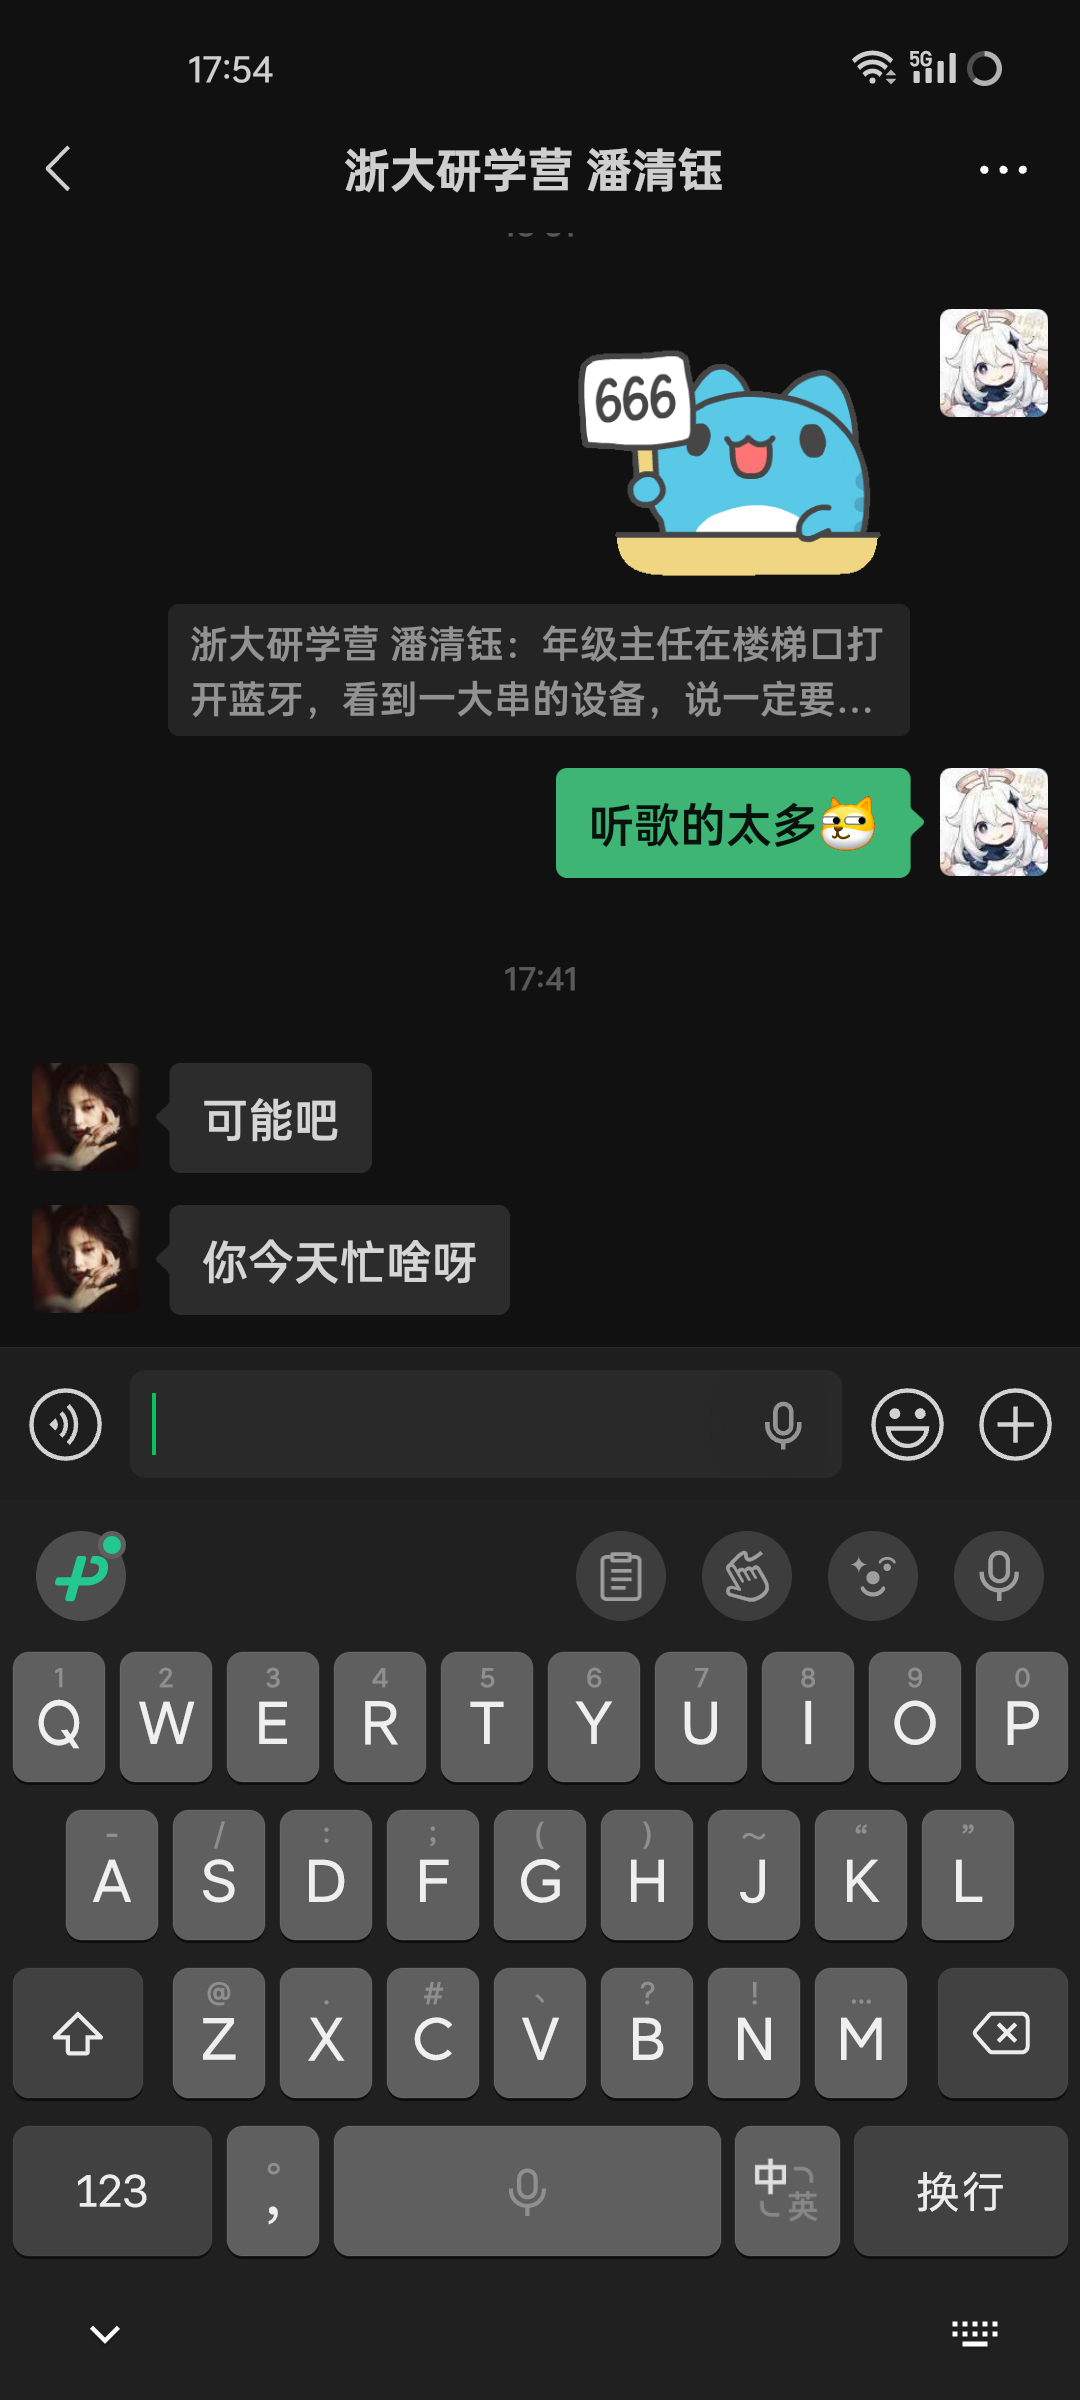 17:54
5G
浙大研学营 潘清钰
666
浙大研学营 潘清钰：年级主任在楼梯口打
开蓝牙，看到一大串的设备，说一定要...
听歌的太多
17:41
可能吧
你今天忙啥呀
1 2 3 4 5 6 7 8 9 0
Q W E R T Y U I O P
- / : ; ( ) ～ “ ”
A S D F G H J K L
@ . # 、 ? ! ...
Z X C V B N M
123 。， 中 英 换行